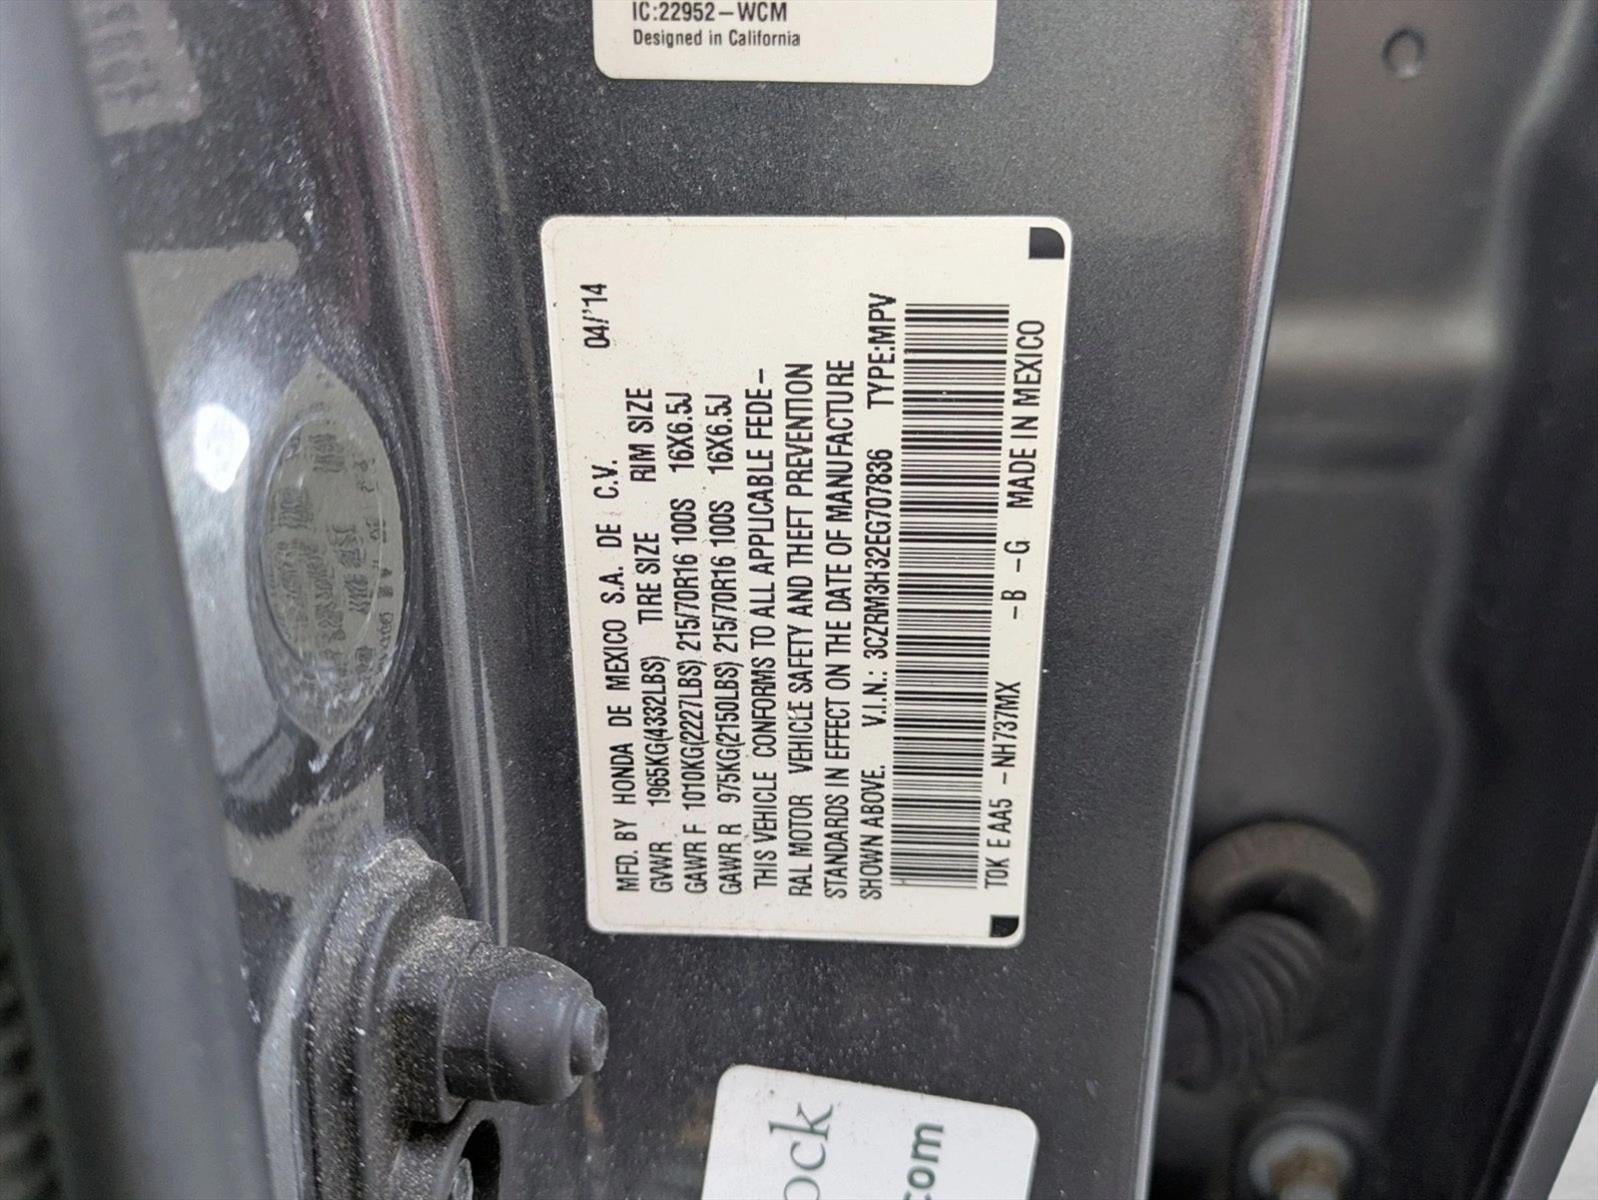 IC:22952-WCM
Designed in California
04/'14
MFD. BY HONDA DE MEXICO S.A. DE C.V.
GVWR 1965KG(4332LBS) TIRE SIZE RIM SIZE
GAWR F 1010KG(2227LBS) 215/70R16 100S 16X6.5J
GAWR R 975KG(2150LBS) 215/70R16 100S 16X6.5J
THIS VEHICLE CONFORMS TO ALL APPLICABLE FEDE-
RAL MOTOR VEHICLE SAFETY AND THEFT PREVENTION
STANDARDS IN EFFECT ON THE DATE OF MANUFACTURE
SHOWN ABOVE. V.I.N.: 3CZRM3H32EG707836 TYPE:MPV
T0K E AA5 -NH737MX -B -G MADE IN MEXICO
ock
.com